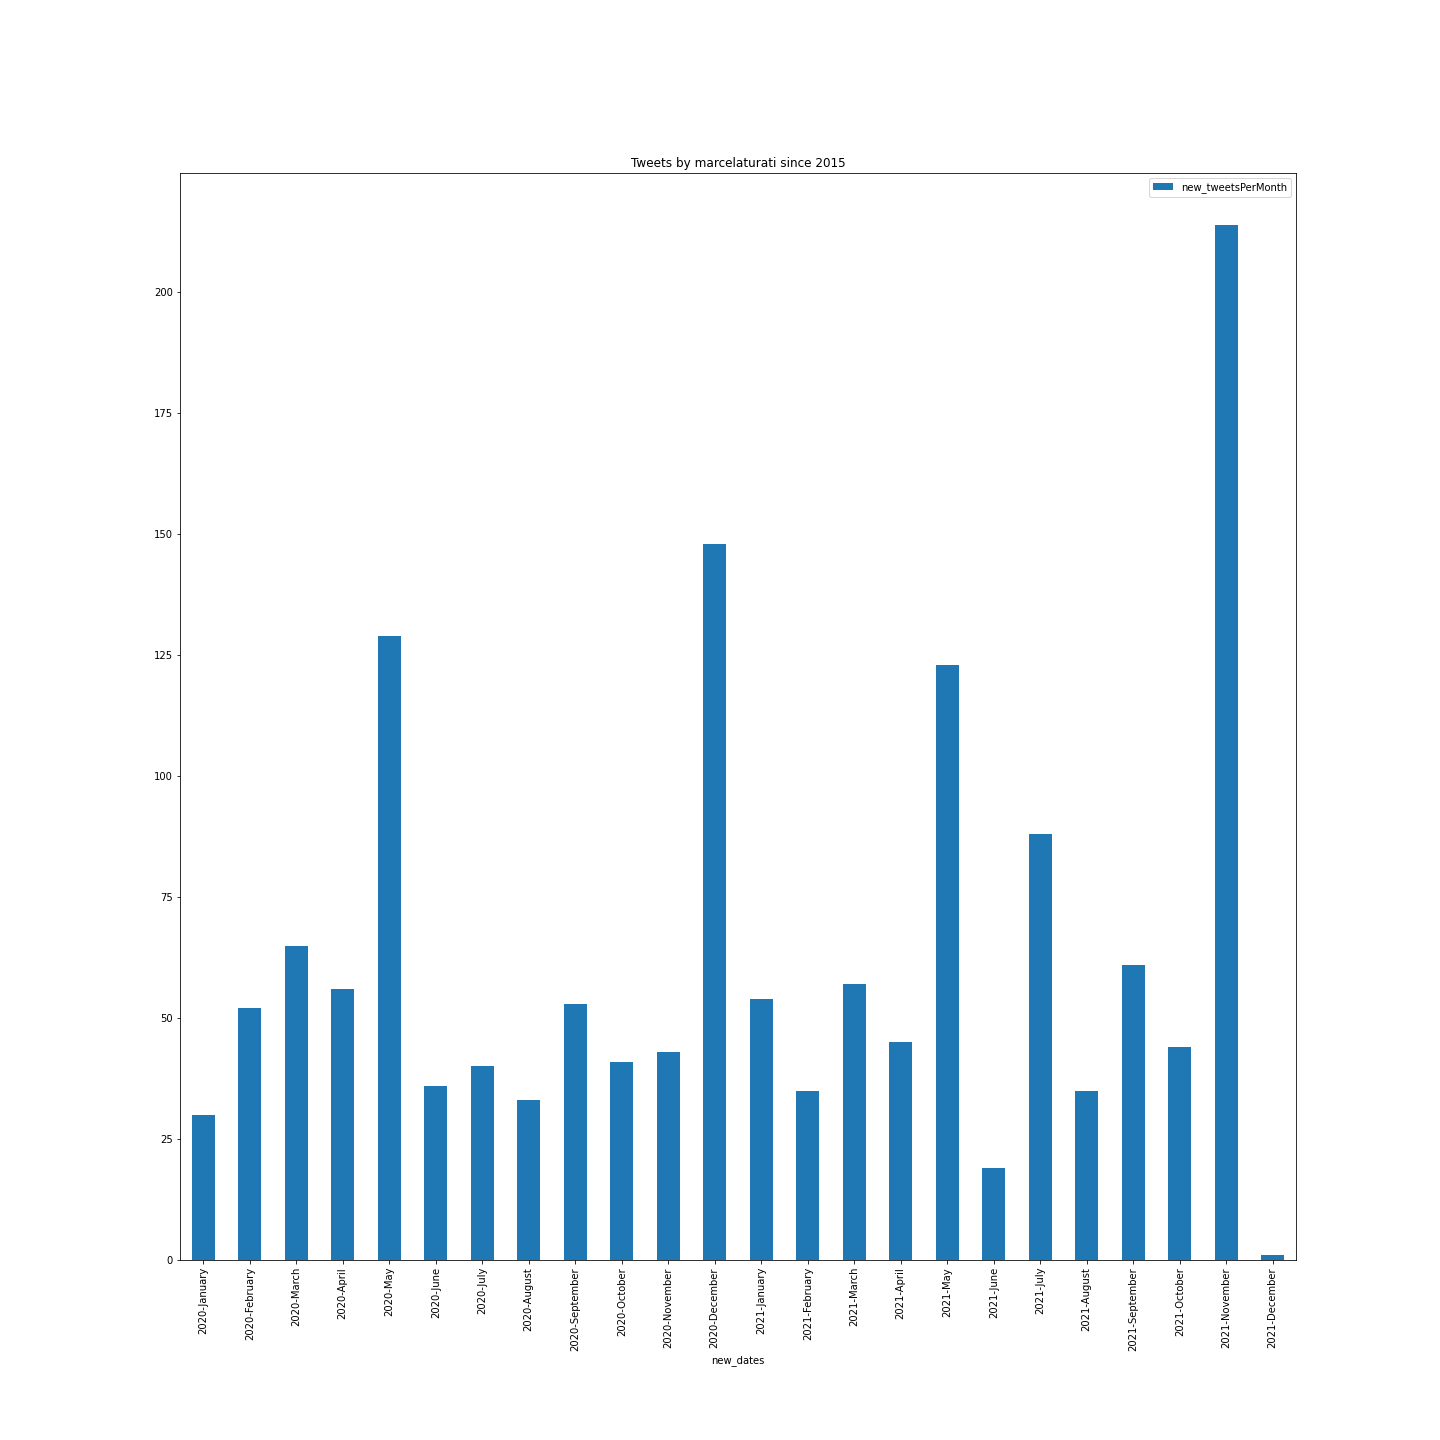 Tweets by marcelaturati since 2015
new_tweetsPerMonth
200
175
150
125
100
75
50
25
0
2020-January
2020-February
2020-March
2020-April
2020-May
2020-June
2020-July
2020-August
2020-September
2020-October
2020-November
2020-December
2021-January
2021-February
2021-March
2021-April
2021-May
2021-June
2021-July
2021-August
2021-September
2021-October
2021-November
2021-December
new_dates